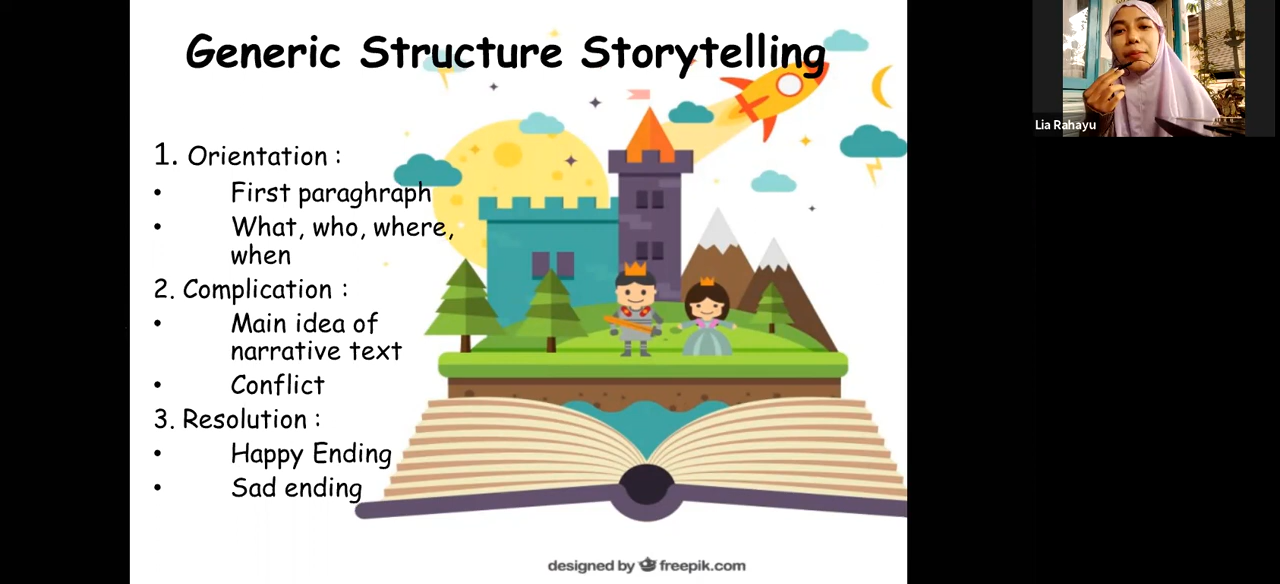 Generic Structure Storytelling
Lia Rahayu
1. Orientation :
• First paraghraph
• What, who, where,
when
2. Complication :
• Main idea of
narrative text
• Conflict
3. Resolution :
• Happy Ending
• Sad ending
designed by freepik.com